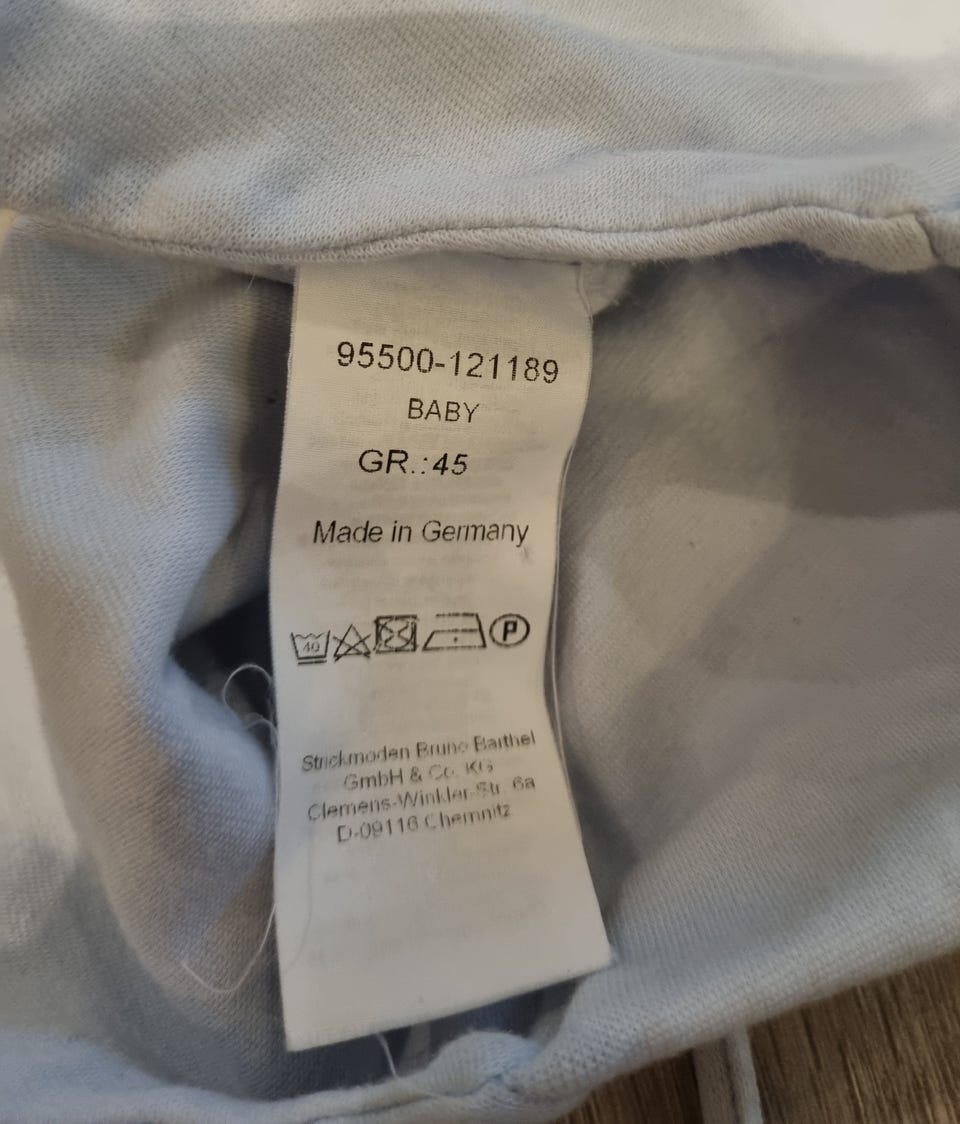 95500-121189
BABY
GR.:45
Made in Germany
40 P
Strickmoden Bruno Barthel
GmbH & Co. KG
Clemens-Winkler-Str. 6a
D-09116 Chemnitz